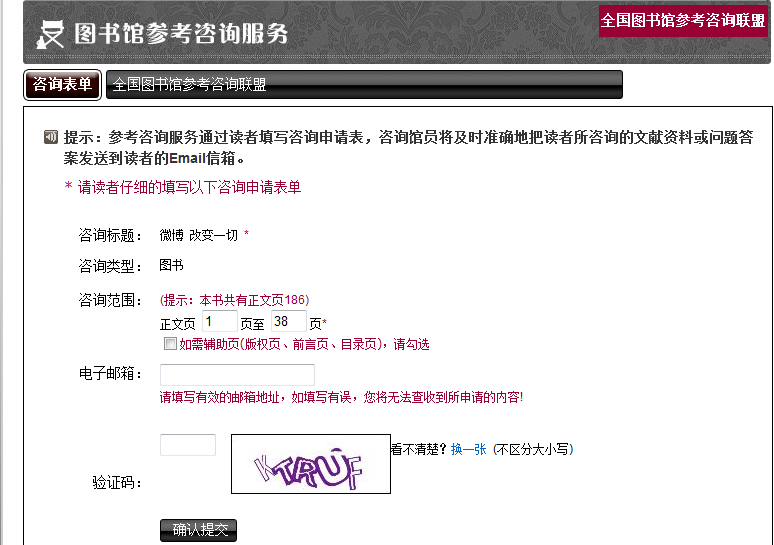 图书馆参考咨询服务
全国图书馆参考咨询联盟
咨询表单 全国图书馆参考咨询联盟
提示：参考咨询服务通过读者填写咨询申请表，咨询馆员将及时准确地把读者所咨询的文献资料或问题答
案发送到读者的Email信箱。
* 请读者仔细的填写以下咨询申请表单
咨询标题： 微博 改变一切 *
咨询类型： 图书
咨询范围： (提示：本书共有正文页186)
正文页 1 页至 38 页*
如需辅助页(版权页、前言页、目录页)，请勾选
电子邮箱：
请填写有效的邮箱地址，如填写有误，您将无法查收到所申请的内容!
KTRUF 看不清楚？换一张 (不区分大小写)
验证码：
确认提交